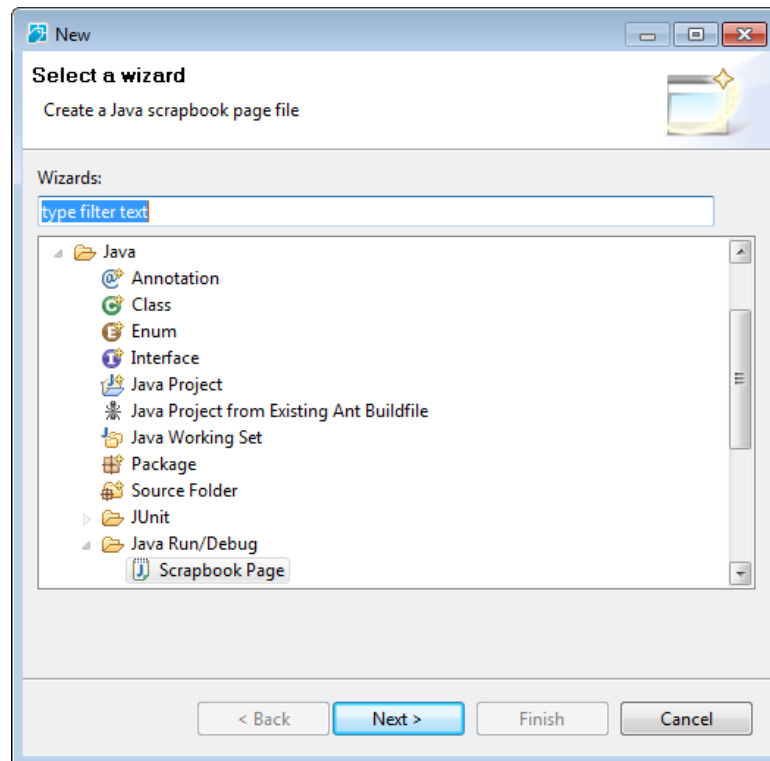 New
Select a wizard
Create a Java scrapbook page file
Wizards:
type filter text
Java
Annotation
Class
Enum
Interface
Java Project
Java Project from Existing Ant Buildfile
Java Working Set
Package
Source Folder
JUnit
Java Run/Debug
Scrapbook Page
< Back Next > Finish Cancel